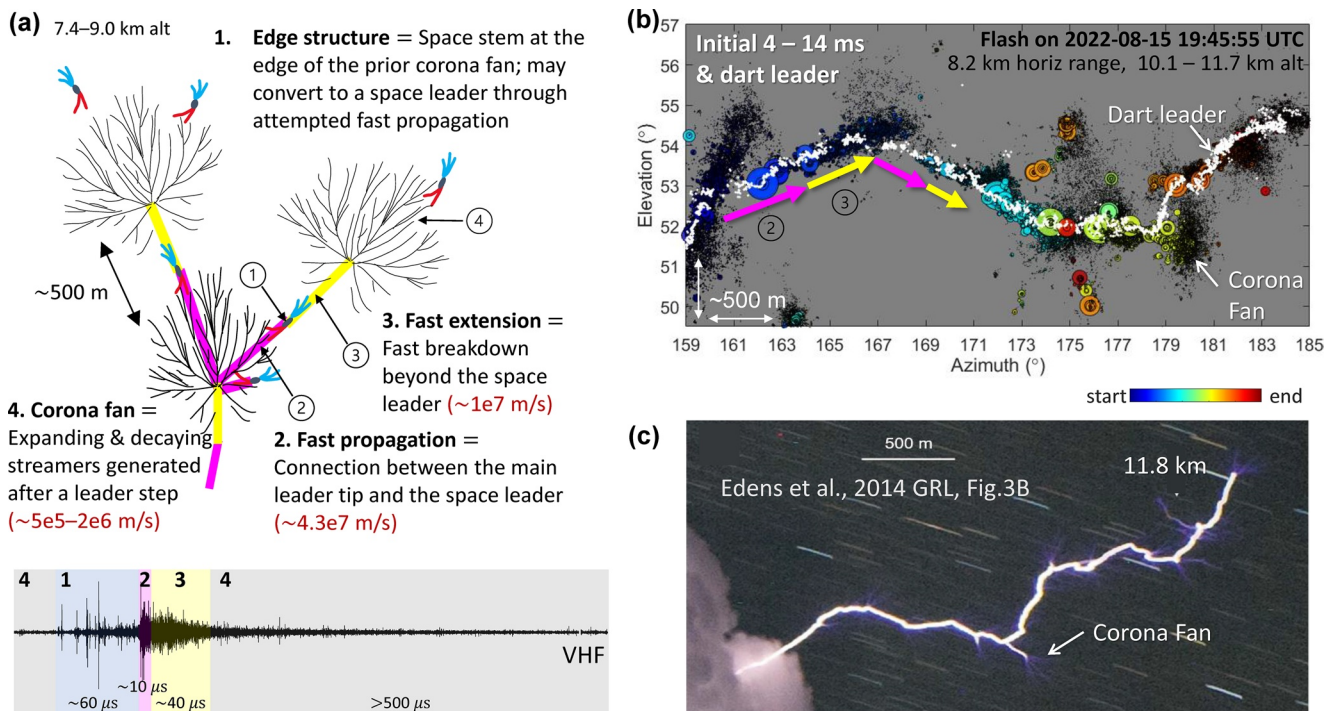 (a)
7.4–9.0 km alt
1. Edge structure = Space stem at the
edge of the prior corona fan; may
convert to a space leader through
attempted fast propagation
4
~500 m
1
3. Fast extension =
Fast breakdown
beyond the space
leader (~1e7 m/s)
3
2
4. Corona fan =
Expanding & decaying
streamers generated
after a leader step
(~5e5–2e6 m/s)
2. Fast propagation =
Connection between the main
leader tip and the space leader
(~4.3e7 m/s)
4 1 2 3 4
VHF
~60 μs
~10 μs
~40 μs
>500 μs
(b)
Initial 4 – 14 ms
& dart leader
Flash on 2022-08-15 19:45:55 UTC
8.2 km horiz range, 10.1 – 11.7 km alt
Dart leader
2
3
Corona
Fan
~500 m
57
56
55
54
53
52
51
50
Elevation (°)
159 161 163 165 167 169 171 173 175 177 179 181 183 185
Azimuth (°)
start end
(c)
500 m
11.8 km
Edens et al., 2014 GRL, Fig.3B
Corona Fan